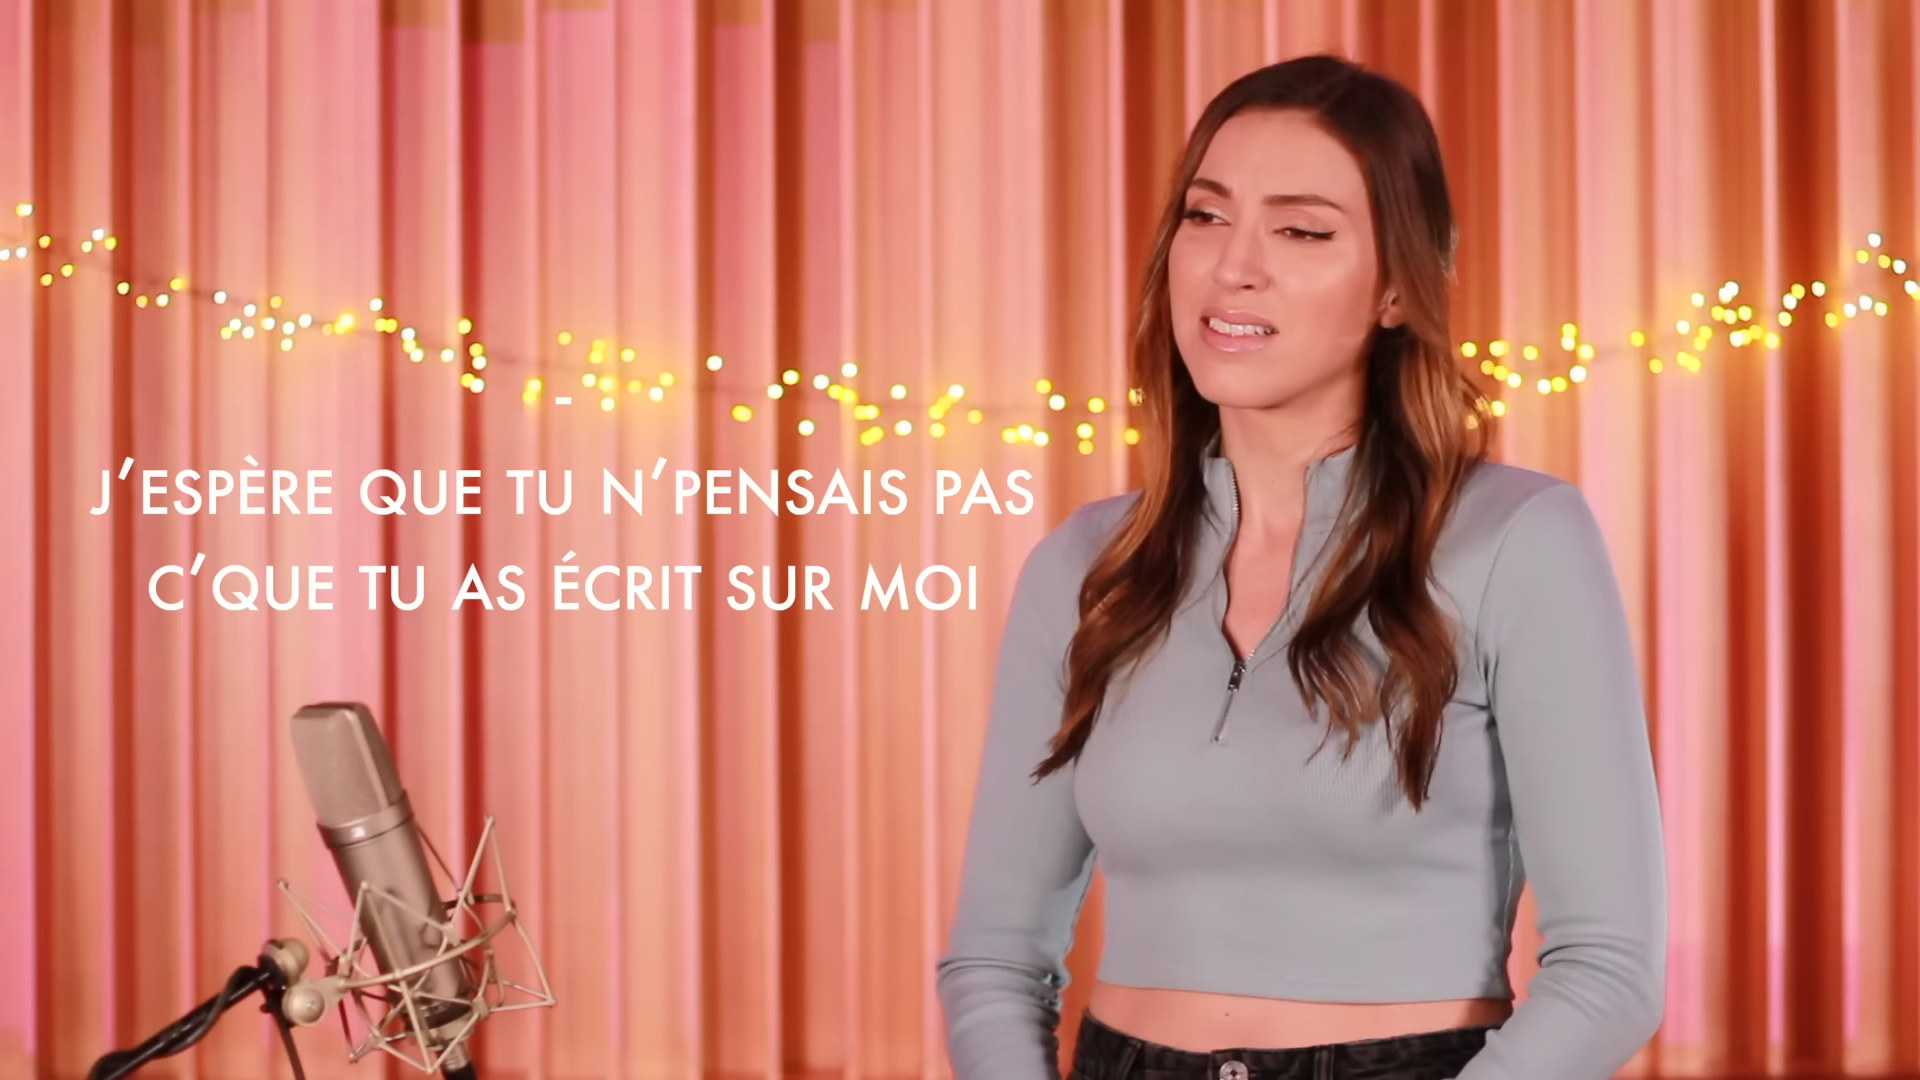 -
J'ESPÈRE QUE TU N'PENSAIS PAS
C'QUE TU AS ÉCRIT SUR MOI